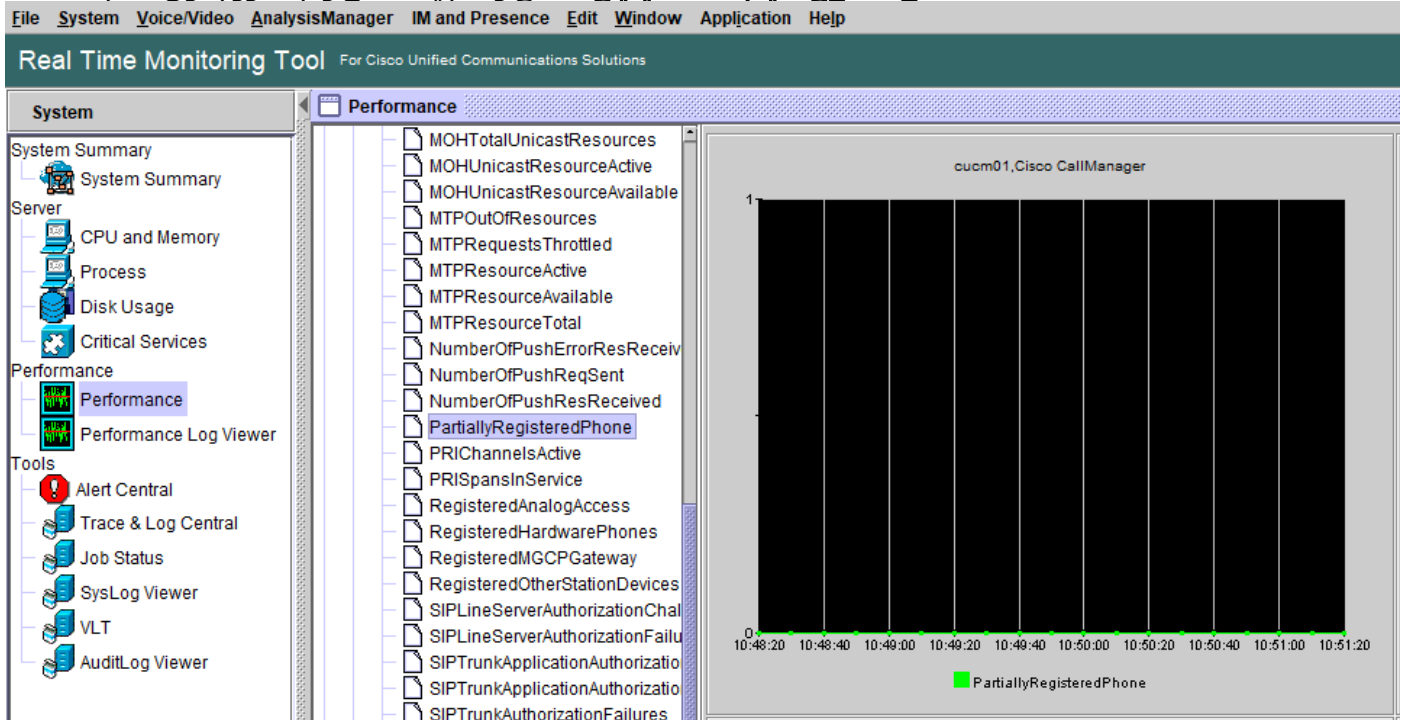 File System Voice/Video AnalysisManager IM and Presence Edit Window Application Help
Real Time Monitoring Tool For Cisco Unified Communications Solutions
System
System Summary
System Summary
Server
CPU and Memory
Process
Disk Usage
Critical Services
Performance
Performance
Performance Log Viewer
Tools
Alert Central
Trace & Log Central
Job Status
SysLog Viewer
VLT
AuditLog Viewer
Performance
MOHTotalUnicastResources
MOHUnicastResourceActive
MOHUnicastResourceAvailable
MTPOutOfResources
MTPRequestsThrottled
MTPResourceActive
MTPResourceAvailable
MTPResourceTotal
NumberOfPushErrorResReceiv
NumberOfPushReqSent
NumberOfPushResReceived
PartiallyRegisteredPhone
PRIChannelsActive
PRISpansInService
RegisteredAnalogAccess
RegisteredHardwarePhones
RegisteredMGCPGateway
RegisteredOtherStationDevices
SIPLineServerAuthorizationChal
SIPLineServerAuthorizationFailu
SIPTrunkApplicationAuthorizatio
SIPTrunkApplicationAuthorizatio
SIPTrunkAuthorizationFailures
cucm01,Cisco CallManager
1
0
10:48:20 10:48:40 10:49:00 10:49:20 10:49:40 10:50:00 10:50:20 10:50:40 10:51:00 10:51:20
PartiallyRegisteredPhone